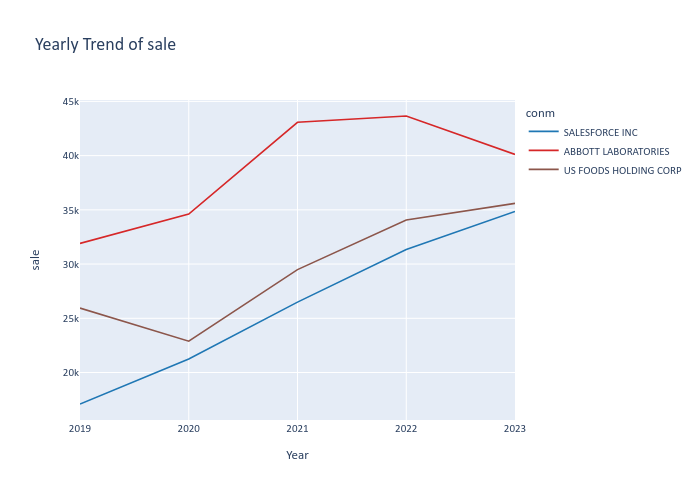 Yearly Trend of sale
conm
SALESFORCE INC
ABBOTT LABORATORIES
US FOODS HOLDING CORP
45k
40k
35k
30k
25k
20k
sale
2019 2020 2021 2022 2023
Year